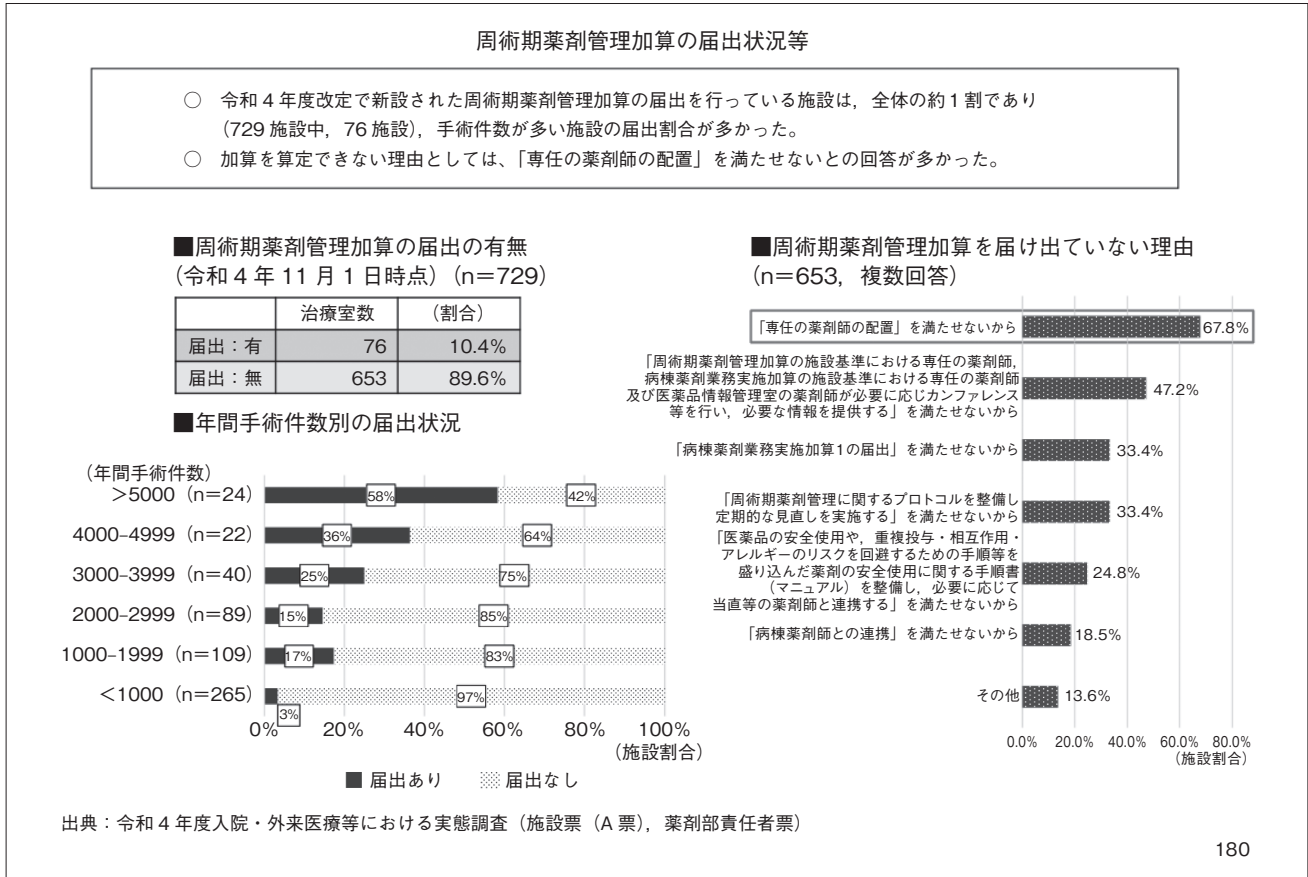 周術期薬剤管理加算の届出状況等
○ 令和4年度改定で新設された周術期薬剤管理加算の届出を行っている施設は，全体の約1割であり
（729施設中，76施設），手術件数が多い施設の届出割合が多かった。
○ 加算を算定できない理由としては、「専任の薬剤師の配置」を満たせないとの回答が多かった。
■周術期薬剤管理加算の届出の有無
（令和4年11月1日時点）（n＝729）
治療室数 （割合）
届出：有 76 10.4%
届出：無 653 89.6%
■年間手術件数別の届出状況
（年間手術件数）
＞5000（n＝24） 58% 42%
4000–4999（n＝22） 36% 64%
3000–3999（n＝40） 25% 75%
2000–2999（n＝89） 15% 85%
1000–1999（n＝109） 17% 83%
＜1000（n＝265） 3% 97%
0% 20% 40% 60% 80% 100%
（施設割合）
■ 届出あり 届出なし
■周術期薬剤管理加算を届け出ていない理由
（n＝653，複数回答）
「専任の薬剤師の配置」を満たせないから 67.8%
「周術期薬剤管理加算の施設基準における専任の薬剤師，
病棟薬剤業務実施加算の施設基準における専任の薬剤師
及び医薬品情報管理室の薬剤師が必要に応じカンファレンス
等を行い，必要な情報を提供する」を満たせないから 47.2%
「病棟薬剤業務実施加算1の届出」を満たせないから 33.4%
「周術期薬剤管理に関するプロトコルを整備し
定期的な見直しを実施する」を満たせないから 33.4%
「医薬品の安全使用や，重複投与・相互作用・
アレルギーのリスクを回避するための手順等を
盛り込んだ薬剤の安全使用に関する手順書
（マニュアル）を整備し，必要に応じて
当直等の薬剤師と連携する」を満たせないから 24.8%
「病棟薬剤師との連携」を満たせないから 18.5%
その他 13.6%
0.0% 20.0% 40.0% 60.0% 80.0%
（施設割合）
出典：令和4年度入院・外来医療等における実態調査（施設票（A票），薬剤部責任者票）
180